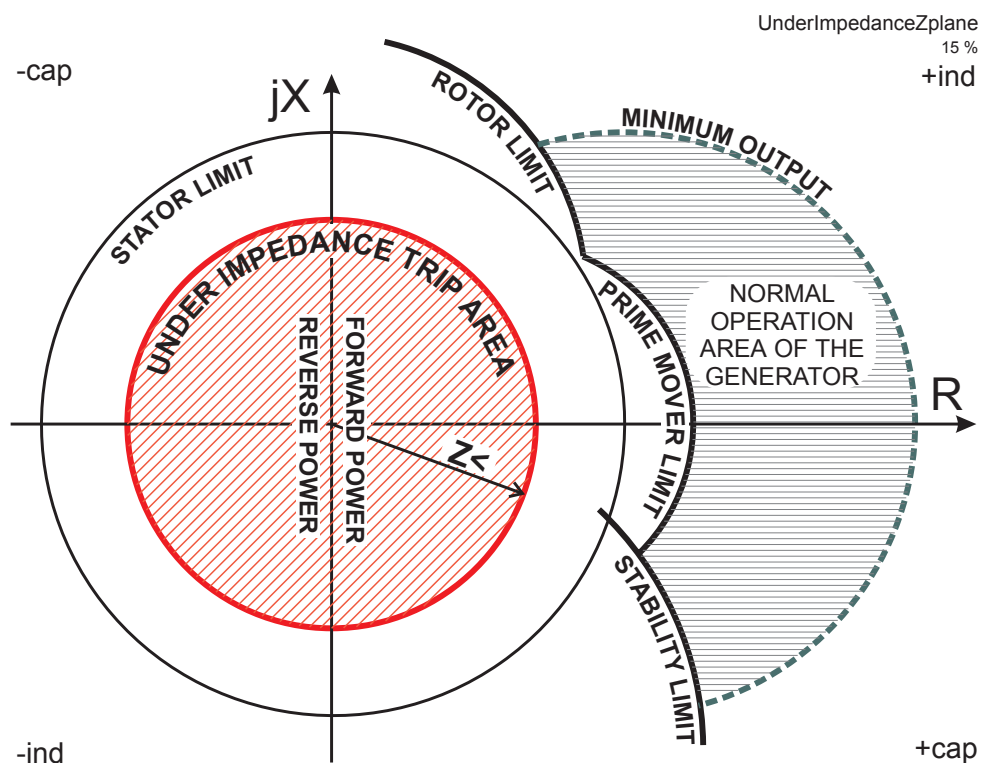 UnderImpedanceZplane
15 %
-cap
+ind
jX
ROTOR LIMIT
MINIMUM OUTPUT
STATOR LIMIT
UNDER IMPEDANCE TRIP AREA
PRIME MOVER LIMIT
NORMAL
OPERATION
AREA OF THE
GENERATOR
REVERSE POWER
FORWARD POWER
R
Z<
STABILITY LIMIT
-ind
+cap